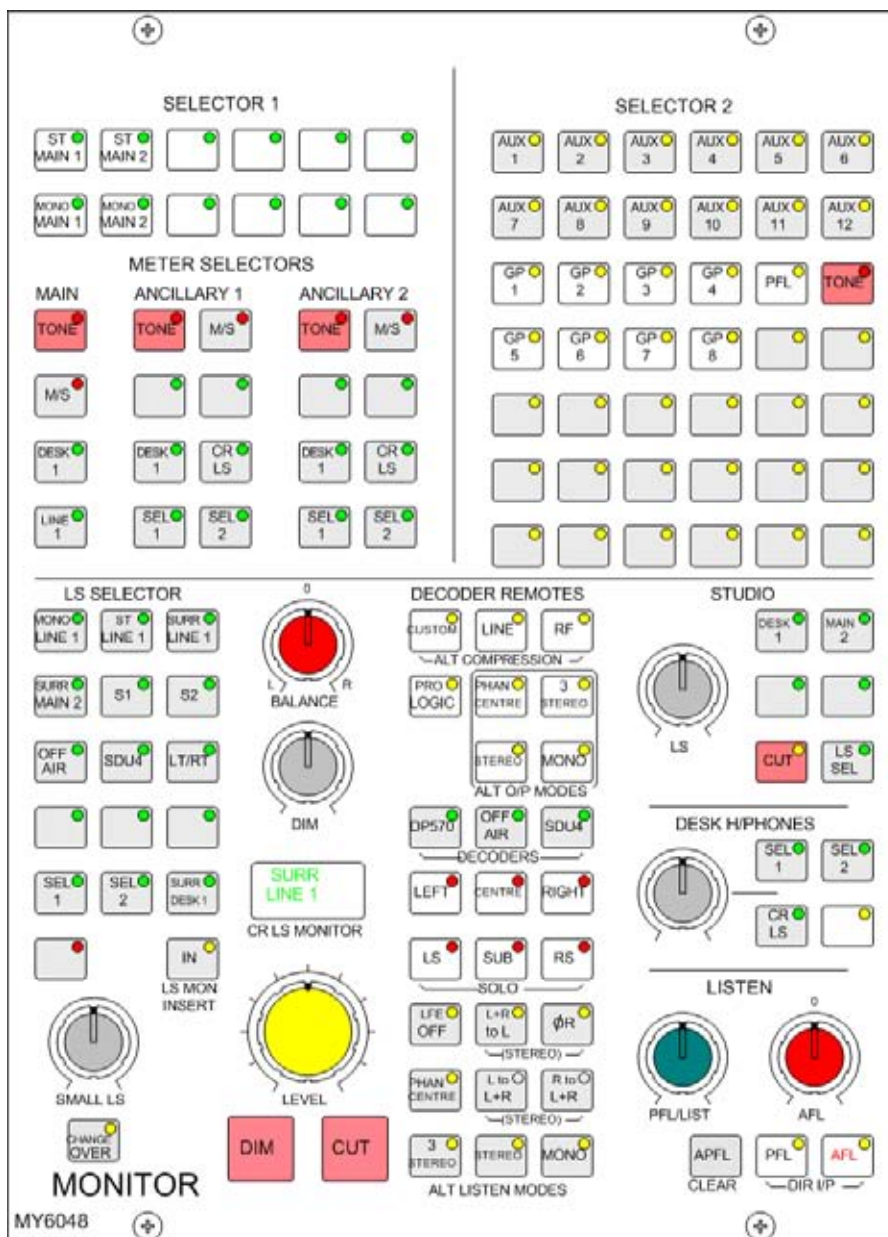 SELECTOR 1
ST ST
MAIN 1 MAIN 2
MONO MONO
MAIN 1 MAIN 2
SELECTOR 2
AUX AUX AUX AUX AUX AUX
1 2 3 4 5 6
AUX AUX AUX AUX AUX AUX
7 8 9 10 11 12
GP GP GP GP PFL TONE
1 2 3 4
GP GP GP GP
5 6 7 8
METER SELECTORS
MAIN ANCILLARY 1 ANCILLARY 2
TONE TONE M/S TONE M/S
M/S
DESK DESK CR DESK CR
1 1 LS 1 LS
LINE SEL SEL SEL SEL
1 1 2 1 2
LS SELECTOR
MONO ST SURR
LINE 1 LINE 1 LINE 1
SURR S1 S2
MAIN 2
OFF SDU4 LT/RT
AIR
SEL SEL SURR
1 2 DESK 1
IN
LS MON
INSERT
SMALL LS
CHANGE
OVER
MONITOR
MY6048
0
L R
BALANCE
DIM
SURR
LINE 1
CR LS MONITOR
LEVEL
DIM CUT
DECODER REMOTES
CUSTOM LINE RF
ALT COMPRESSION
PRO PHAN 3
LOGIC CENTRE STEREO
STEREO MONO
ALT O/P MODES
DP570 OFF SDU4
AIR
DECODERS
LEFT CENTRE RIGHT
LS SUB RS
SOLO
LFE L+R ØR
OFF to L
(STEREO)
PHAN L to R to
CENTRE L+R L+R
(STEREO)
3 STEREO MONO
STEREO
ALT LISTEN MODES
STUDIO
DESK MAIN
1 2
LS
CUT LS
SEL
DESK H/PHONES
SEL SEL
1 2
CR
LS
LISTEN
0
PFL/LIST AFL
APFL PFL AFL
CLEAR DIR I/P